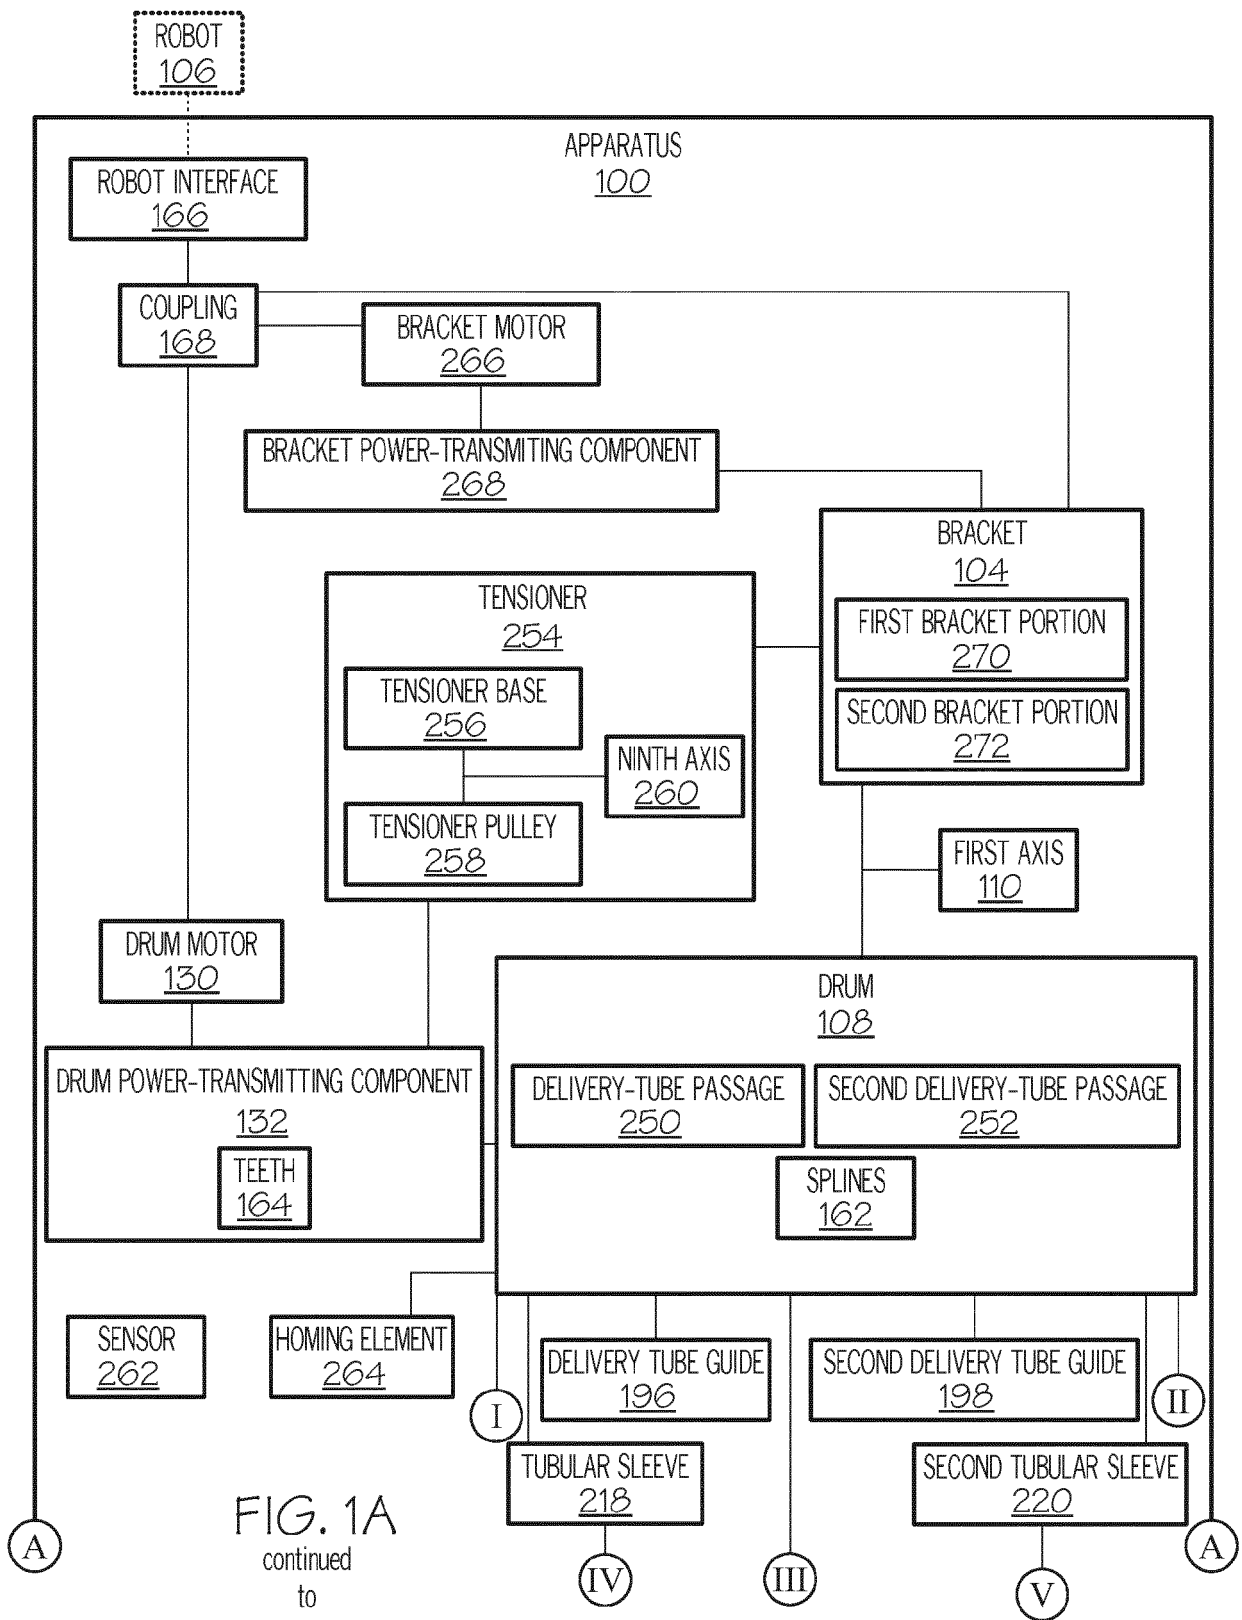 ROBOT
106
APPARATUS
100
ROBOT INTERFACE
166
COUPLING
168
BRACKET MOTOR
266
BRACKET POWER-TRANSMITING COMPONENT
268
BRACKET
104
FIRST BRACKET PORTION
270
SECOND BRACKET PORTION
272
TENSIONER
254
TENSIONER BASE
256
NINTH AXIS
260
TENSIONER PULLEY
258
FIRST AXIS
110
DRUM MOTOR
130
DRUM
108
DRUM POWER-TRANSMITTING COMPONENT
132
TEETH
164
DELIVERY-TUBE PASSAGE
250
SECOND DELIVERY-TUBE PASSAGE
252
SPLINES
162
SENSOR
262
HOMING ELEMENT
264
I
DELIVERY TUBE GUIDE
196
SECOND DELIVERY TUBE GUIDE
198
II
TUBULAR SLEEVE
218
SECOND TUBULAR SLEEVE
220
A
FIG. 1A
continued
to
IV
III
V
A